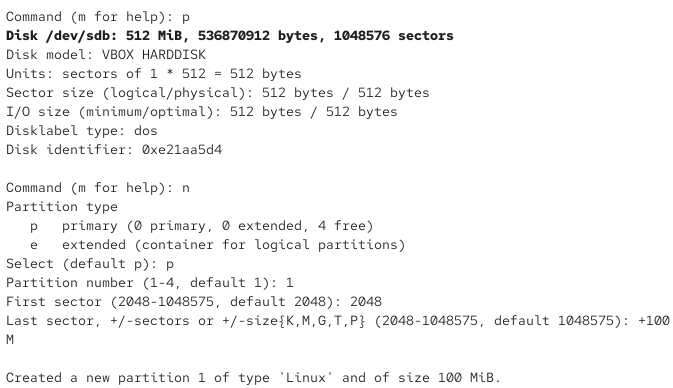 Command (m for help): p
Disk /dev/sdb: 512 MiB, 536870912 bytes, 1048576 sectors
Disk model: VBOX HARDDISK
Units: sectors of 1 * 512 = 512 bytes
Sector size (logical/physical): 512 bytes / 512 bytes
I/O size (minimum/optimal): 512 bytes / 512 bytes
Disklabel type: dos
Disk identifier: 0xe21aa5d4

Command (m for help): n
Partition type
   p   primary (0 primary, 0 extended, 4 free)
   e   extended (container for logical partitions)
Select (default p): p
Partition number (1-4, default 1): 1
First sector (2048-1048575, default 2048): 2048
Last sector, +/-sectors or +/-size{K,M,G,T,P} (2048-1048575, default 1048575): +100
M

Created a new partition 1 of type 'Linux' and of size 100 MiB.